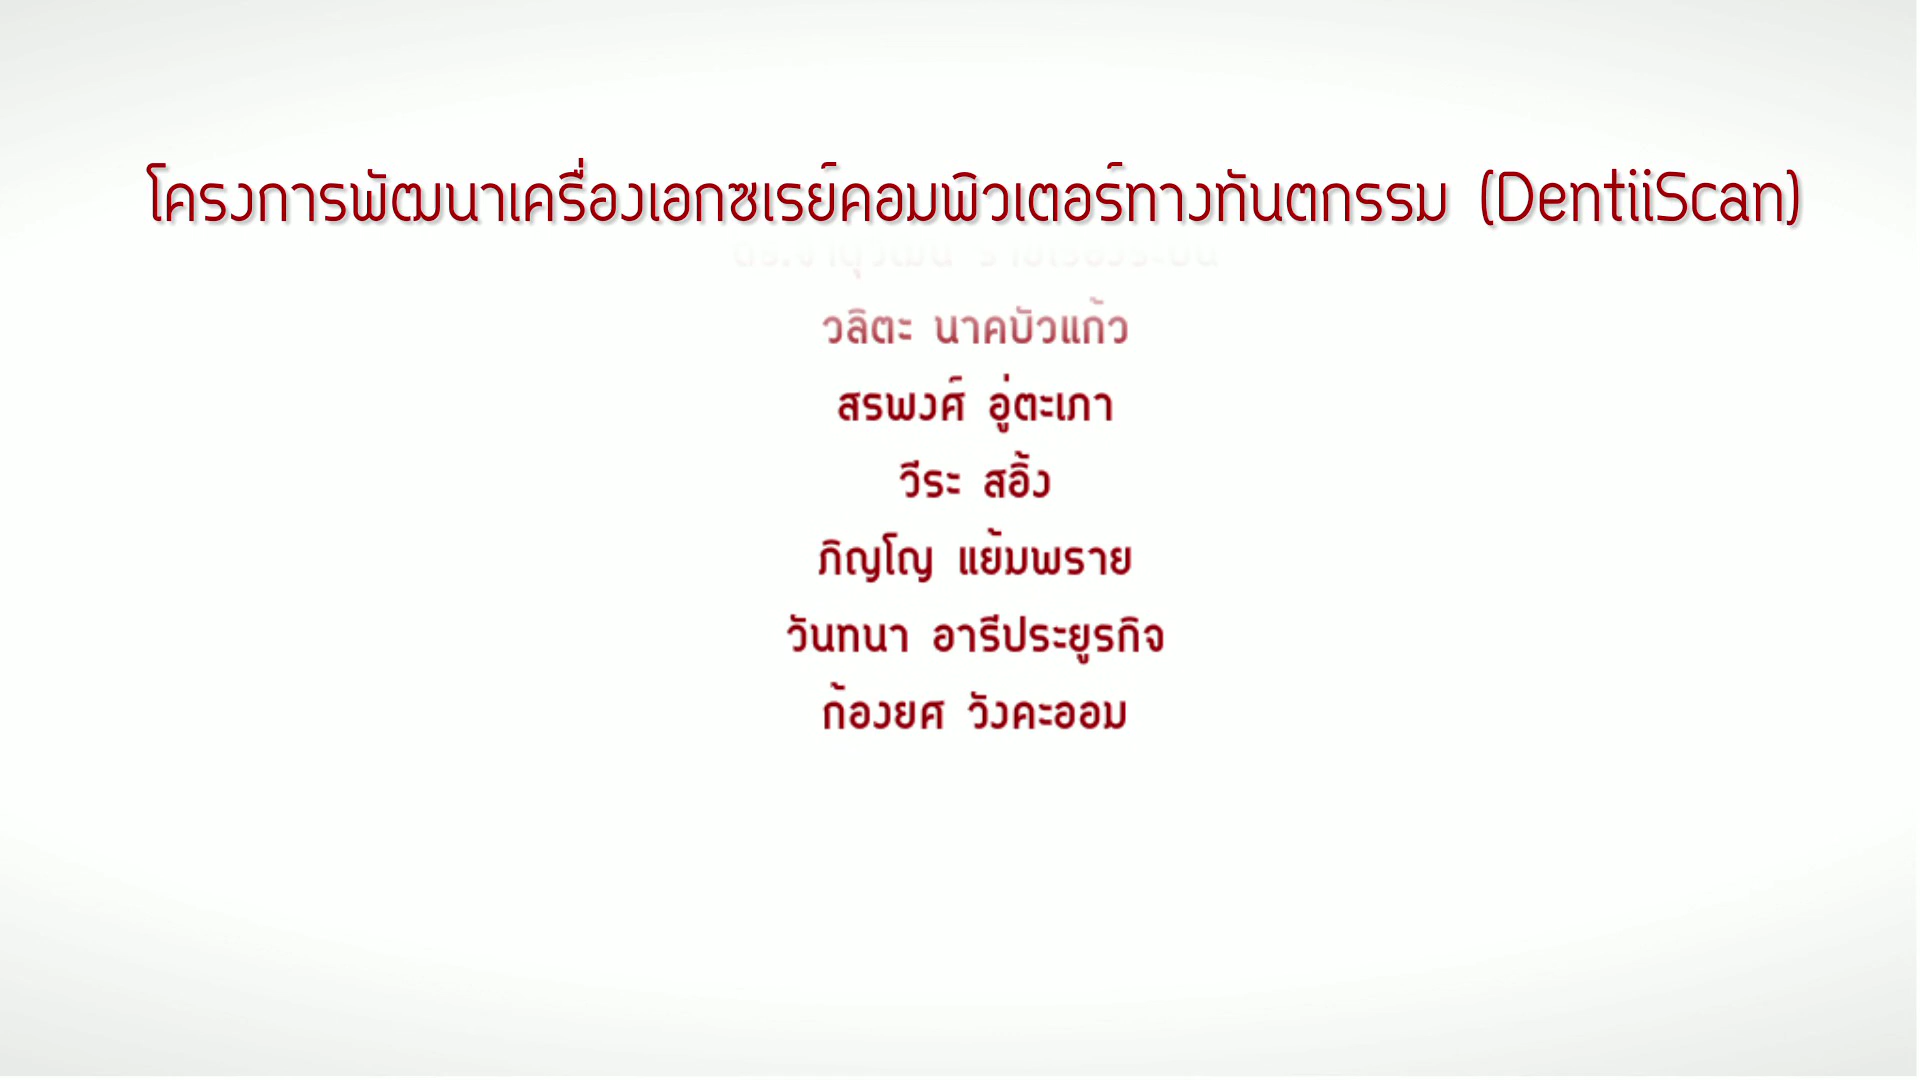 โครงการพัฒนาเครื่องเอกซเรย์คอมพิวเตอร์ทางทันตกรรม (DentiiScan)
วลิตะ นาคบัวแก้ว
สรพงศ์ อู่ตะเภา
วีระ สอิ้ง
ภิญโญ แย้มพราย
วันทนา อารีประยูรกิจ
ก้องยศ วังคะออม